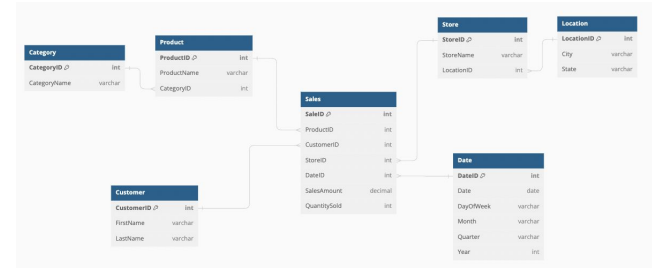 Category
CategoryID int
CategoryName varchar
Product
ProductID int
ProductName varchar
CategoryID int
Store
StoreID int
StoreName varchar
LocationID int
Location
LocationID int
City varchar
State varchar
Sales
SaleID int
ProductID int
CustomerID int
StoreID int
DateID int
SalesAmount decimal
QuantitySold int
Customer
CustomerID int
FirstName varchar
LastName varchar
Date
DateID int
Date date
DayOfWeek varchar
Month varchar
Quarter varchar
Year int